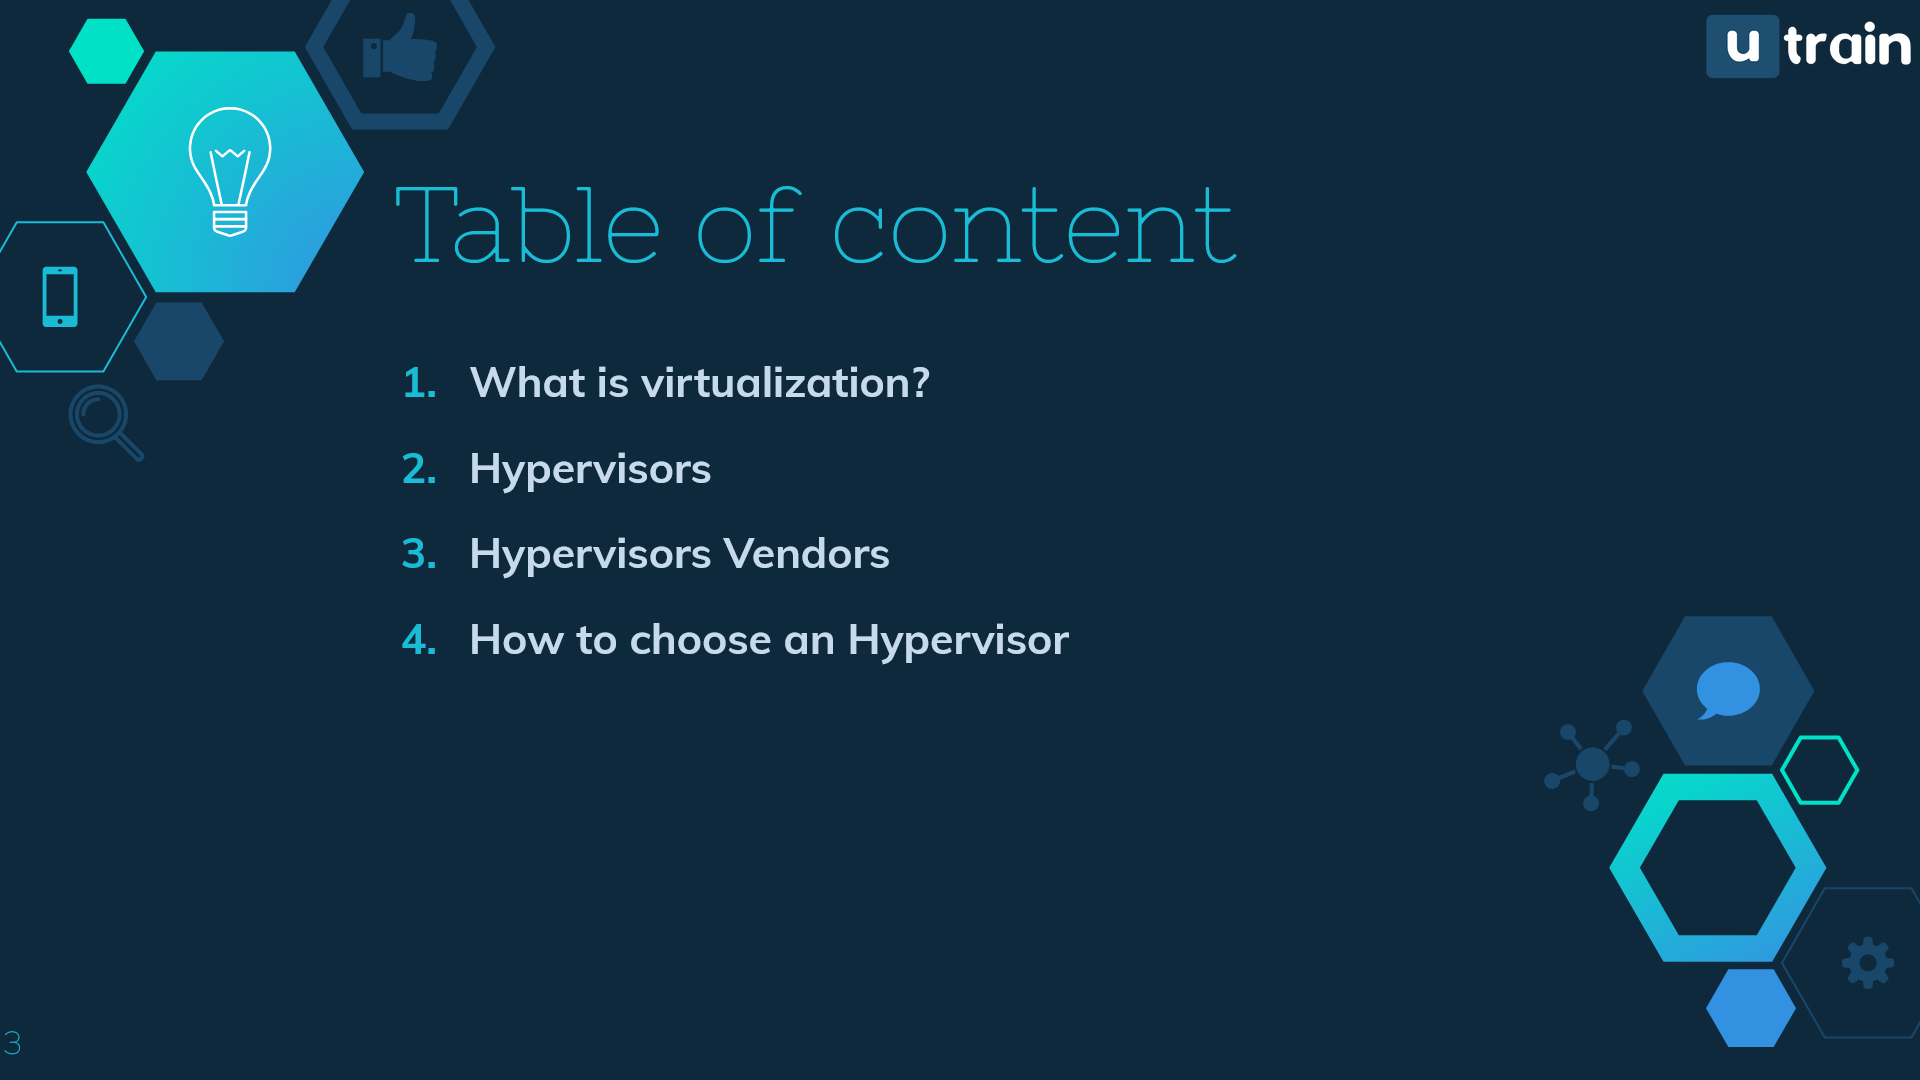 u train
Table of content
1. What is virtualization?
2. Hypervisors
3. Hypervisors Vendors
4. How to choose an Hypervisor
3